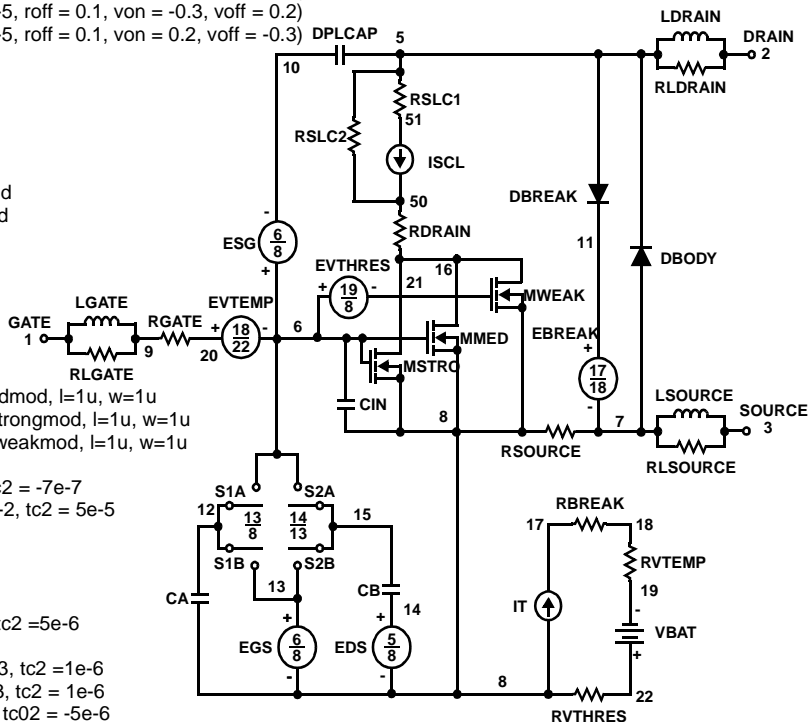 -5, roff = 0.1, von = -0.3, voff = 0.2)
-5, roff = 0.1, von = 0.2, voff = -0.3)
DPLCAP
5
LDRAIN
DRAIN
2
10
RLDRAIN
RSLC1
51
RSLC2
ISCL
d
d
50
DBREAK
RDRAIN
ESG
-
6
8
+
11
DBODY
EVTHRES
+
19
8
-
21
16
MWEAK
LGATE
EVTEMP
GATE
1
RGATE
+
18
22
-
6
MMED
EBREAK
+
9
20
RLGATE
MSTRO
17
18
-
dmod, l=1u, w=1u
trongmod, l=1u, w=1u
weakmod, l=1u, w=1u
CIN
8
LSOURCE
7
SOURCE
3
RSOURCE
RLSOURCE
c2 = -7e-7
-2, tc2 = 5e-5
S1A
S2A
12
13
8
14
13
15
RBREAK
17
18
S1B
S2B
RVTEMP
13
CB
CA
14
19
IT
-
VBAT
+
tc2 =5e-6
+
EGS
6
8
-
+
EDS
5
8
-
3, tc2 =1e-6
3, tc2 = 1e-6
tc02 = -5e-6
8
22
RVTHRES